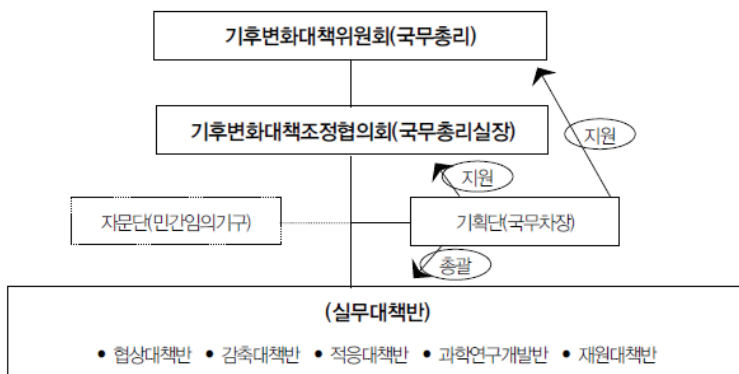 기후변화대책위원회(국무총리)
기후변화대책조정협의회(국무총리실장)
지원
지원
자문단(민간임의기구)
기획단(국무차장)
총괄
(실무대책반)
• 협상대책반 • 감축대책반 • 적응대책반 • 과학연구개발반 • 재원대책반